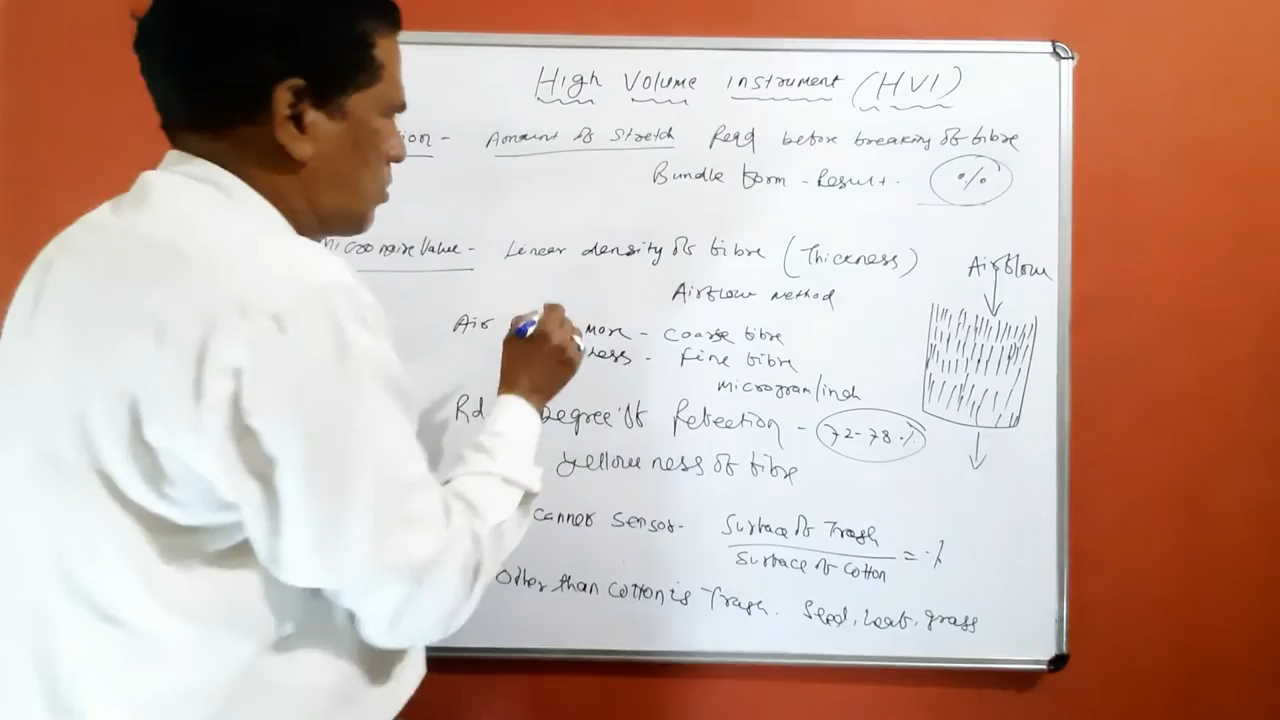 High Volume instrument (HVI)
ion - Amount of Stretch Read before breaking of fibre
Bundle form - Result. %
Micronaire Value - Linear density of fibre (Thickness)
Airflow
Airflow method
Air more - coarse fibre
less - fine fibre
microgram/inch
Rd Degree of Reflection - 72-78%
yellowness of fibre
canner sensor. Surface of Trash
Surface of cotton = %
Other than cotton is Trash. Seed, Leaf, grass